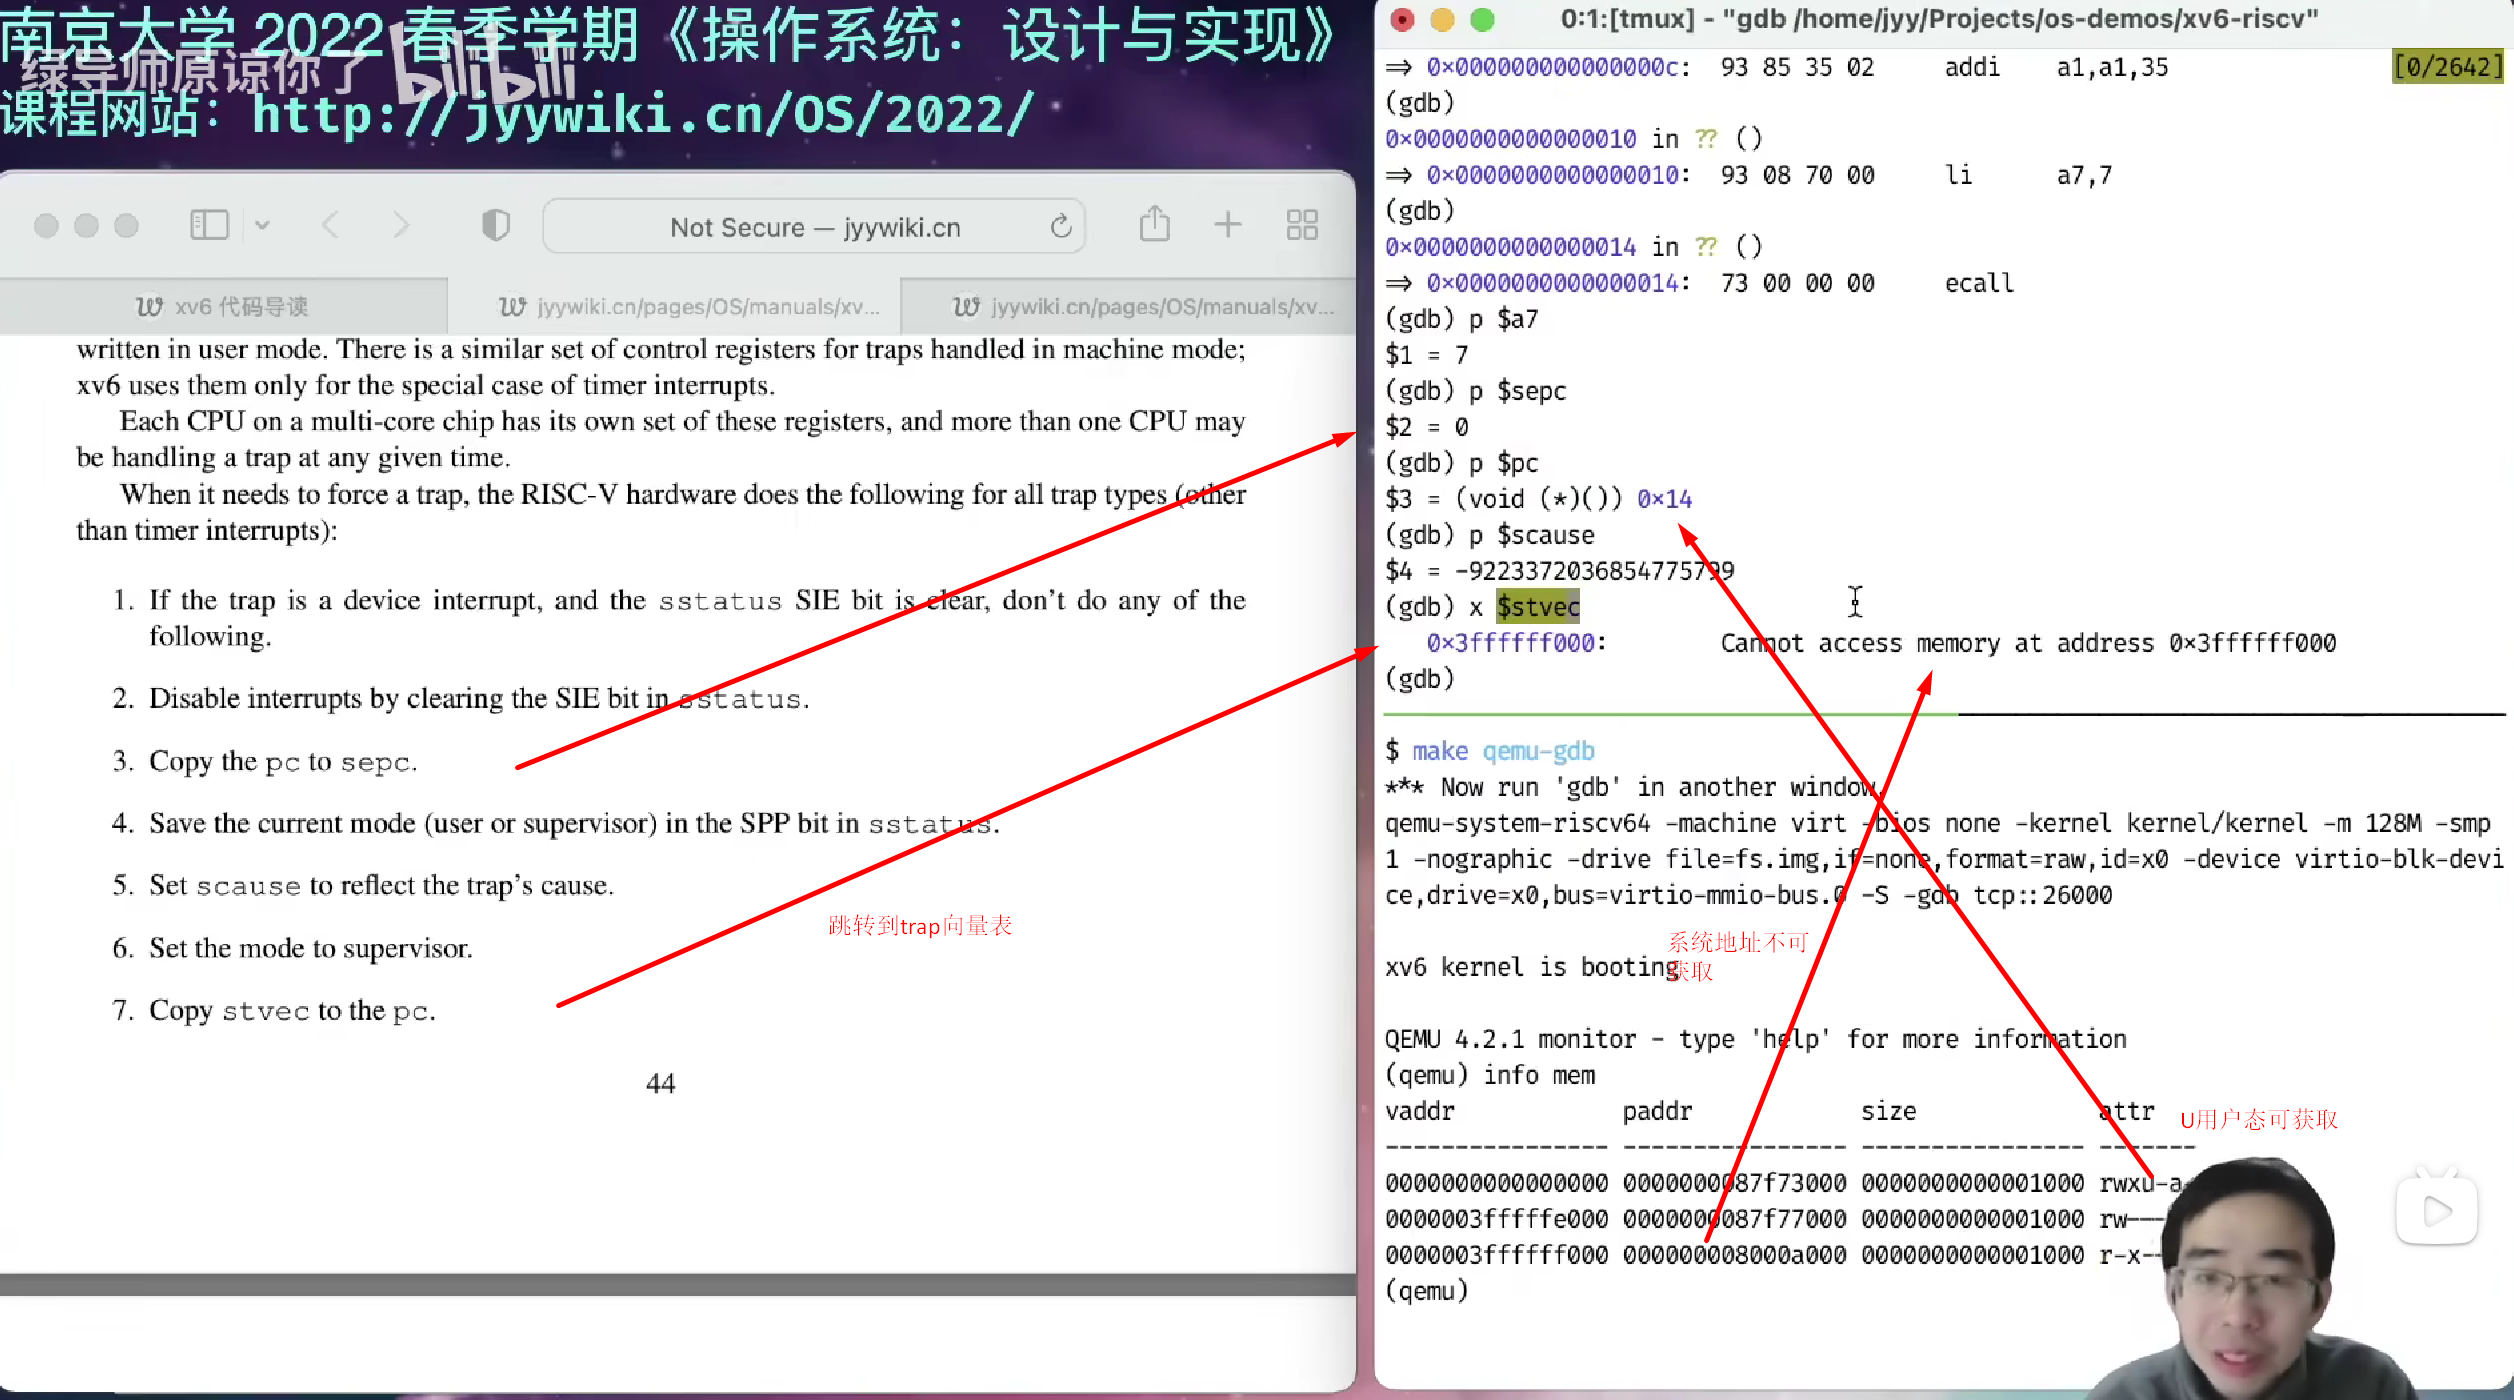 南京大学 2022 春季学期《操作系统：设计与实现》
绿导师原谅你了 bilibili
课程网站：http://jyywiki.cn/OS/2022/
Not Secure — jyywiki.cn
xv6 代码导读
jyywiki.cn/pages/OS/manuals/xv...
jyywiki.cn/pages/OS/manuals/xv...
written in user mode. There is a similar set of control registers for traps handled in machine mode;
xv6 uses them only for the special case of timer interrupts.
Each CPU on a multi-core chip has its own set of these registers, and more than one CPU may
be handling a trap at any given time.
When it needs to force a trap, the RISC-V hardware does the following for all trap types (other
than timer interrupts):
1. If the trap is a device interrupt, and the sstatus SIE bit is clear, don't do any of the
following.
2. Disable interrupts by clearing the SIE bit in sstatus.
3. Copy the pc to sepc.
4. Save the current mode (user or supervisor) in the SPP bit in sstatus.
5. Set scause to reflect the trap's cause.
跳转到trap向量表
6. Set the mode to supervisor.
7. Copy stvec to the pc.
44
0:1:[tmux] - "gdb /home/jyy/Projects/os-demos/xv6-riscv"
[0/2642]
⇒ 0×000000000000000c: 93 85 35 02 addi a1,a1,35
(gdb)
0×0000000000000010 in ?? ()
⇒ 0×0000000000000010: 93 08 70 00 li a7,7
(gdb)
0×0000000000000014 in ?? ()
⇒ 0×0000000000000014: 73 00 00 00 ecall
(gdb) p $a7
$1 = 7
(gdb) p $sepc
$2 = 0
(gdb) p $pc
$3 = (void (*)()) 0×14
(gdb) p $scause
$4 = -9223372036854775799
(gdb) x $stvec
0×3ffffff000: Cannot access memory at address 0×3ffffff000
(gdb)
$ make qemu-gdb
*** Now run 'gdb' in another window.
qemu-system-riscv64 -machine virt -bios none -kernel kernel/kernel -m 128M -smp
1 -nographic -drive file=fs.img,if=none,format=raw,id=x0 -device virtio-blk-devi
ce,drive=x0,bus=virtio-mmio-bus.0 -S -gdb tcp::26000
系统地址不可
获取
xv6 kernel is booting
QEMU 4.2.1 monitor - type 'help' for more information
(qemu) info mem
vaddr paddr size attr
U用户态可获取
---------------- ---------------- ---------------- -------
0000000000000000 0000000087f73000 0000000000001000 rwxu-a
0000003fffffe000 0000000087f77000 0000000000001000 rw---
0000003ffffff000 000000008000a000 0000000000001000 r-x--
(qemu)